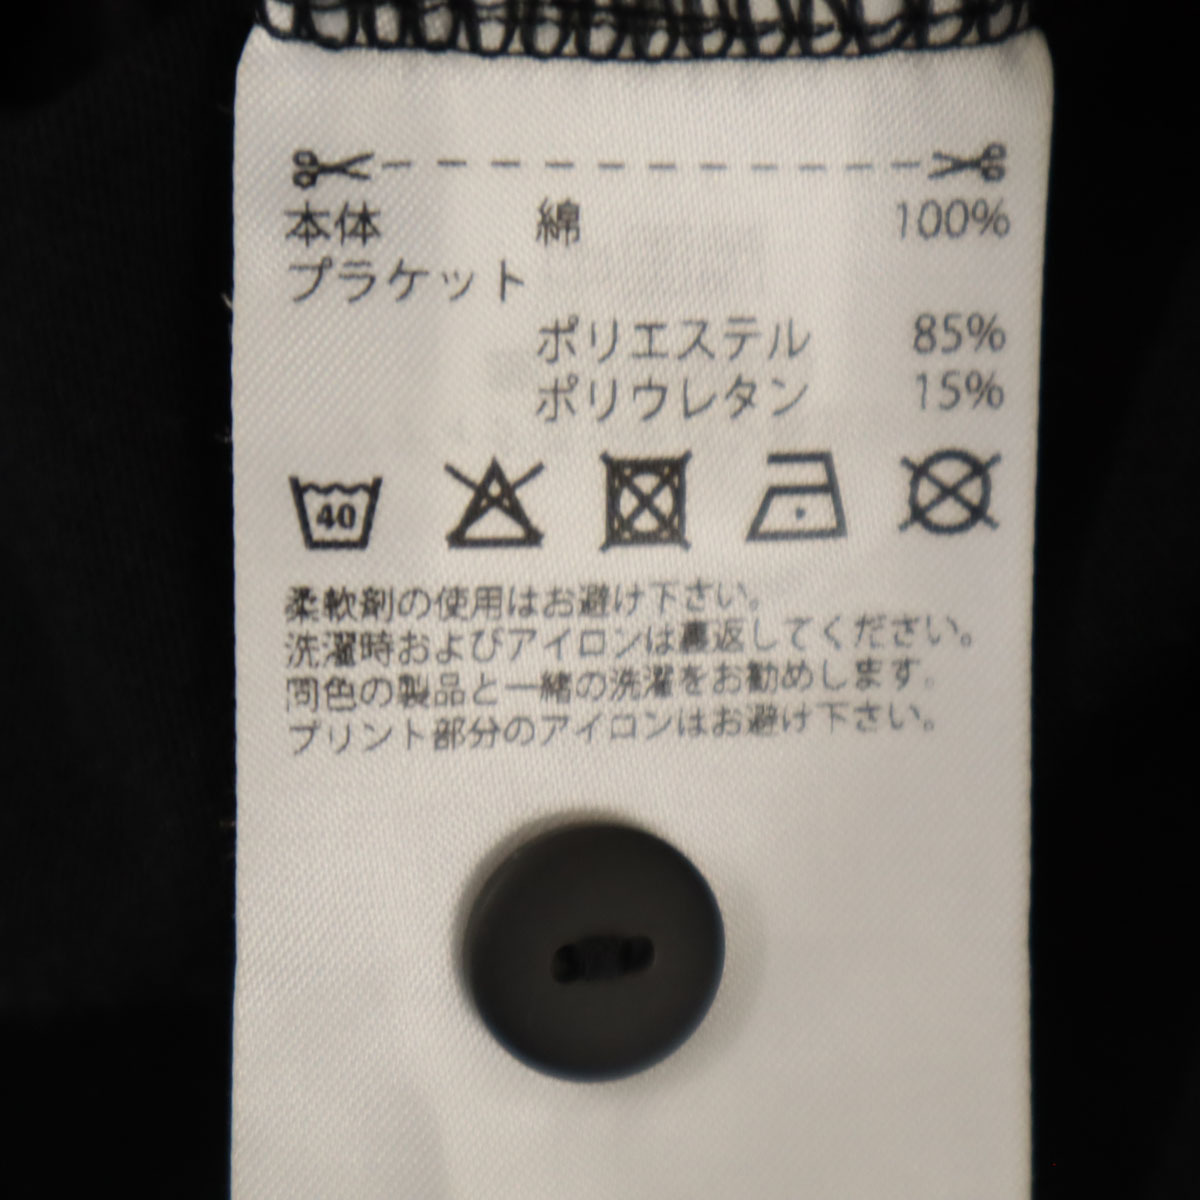 本体 綿 100%
プラケット
ポリエステル 85%
ポリウレタン 15%
40
柔軟剤の使用はお避け下さい。
洗濯時およびアイロンは裏返してください。
同色の製品と一緒の洗濯をお勧めします。
プリント部分のアイロンはお避け下さい。